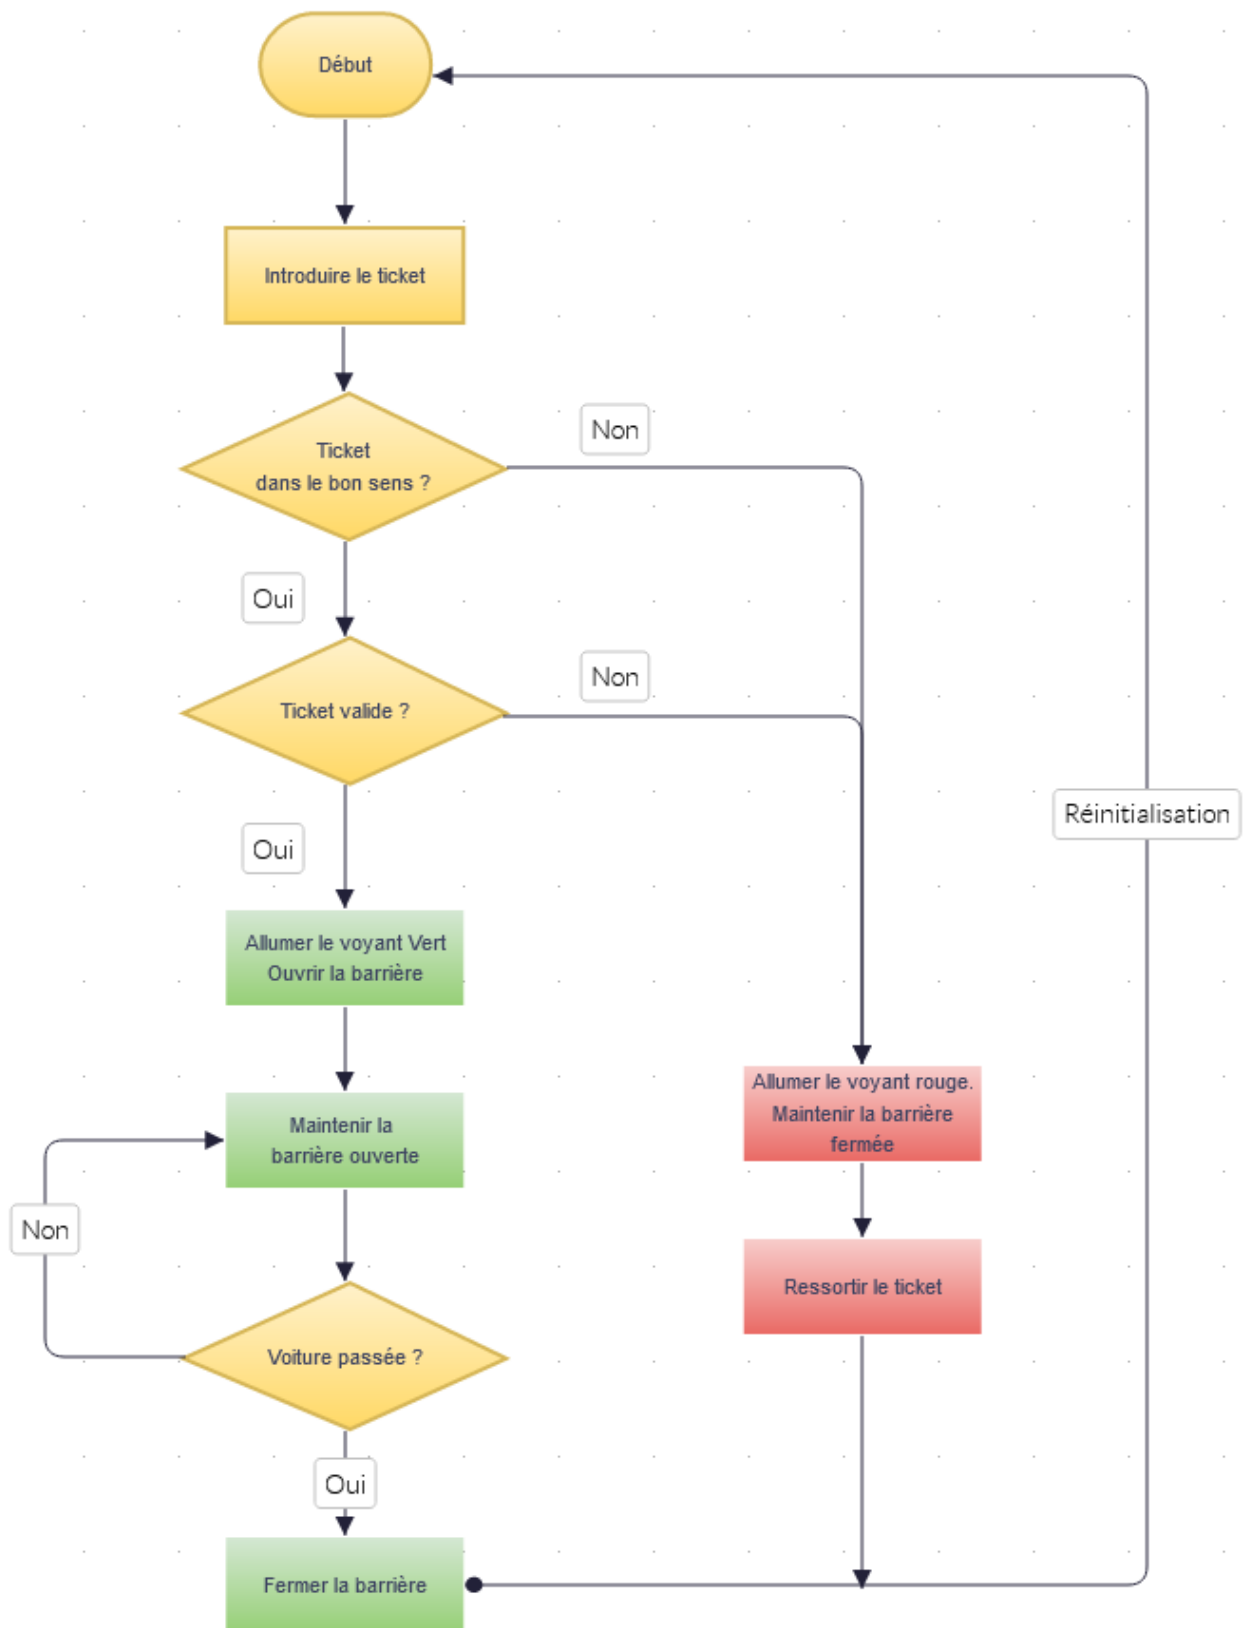 Début
Introduire le ticket
Ticket
dans le bon sens ?
Non
Oui
Ticket valide ?
Non
Oui
Réinitialisation
Allumer le voyant Vert
Ouvrir la barrière
Maintenir la
barrière ouverte
Allumer le voyant rouge.
Maintenir la barrière
fermée
Non
Ressortir le ticket
Voiture passée ?
Oui
Fermer la barrière